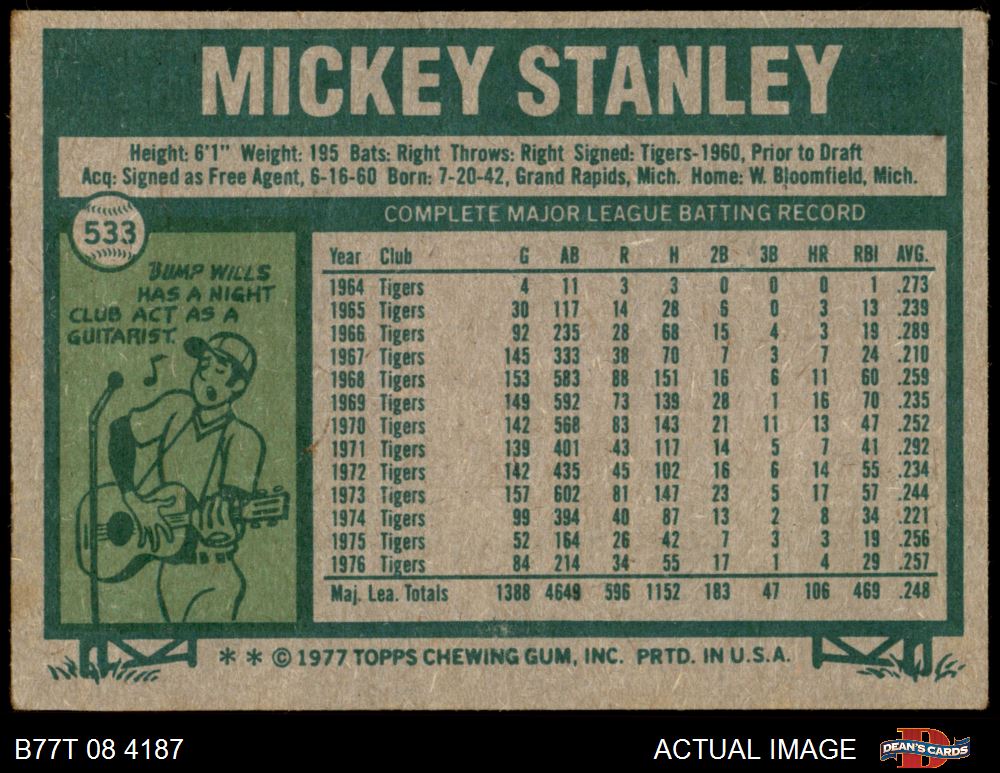 MICKEY STANLEY
Height: 6'1" Weight: 195 Bats: Right Throws: Right Signed: Tigers-1960, Prior to Draft
Acq: Signed as Free Agent, 6-16-60 Born: 7-20-42, Grand Rapids, Mich. Home: W. Bloomfield, Mich.
533
BUMP WILLS
HAS A NIGHT
CLUB ACT AS A
GUITARIST.
COMPLETE MAJOR LEAGUE BATTING RECORD
Year Club G AB R H 2B 3B HR RBI AVG.
1964 Tigers 4 11 3 3 0 0 0 1 .273
1965 Tigers 30 117 14 28 6 0 3 13 .239
1966 Tigers 92 235 28 68 15 4 3 19 .289
1967 Tigers 145 333 38 70 7 3 7 24 .210
1968 Tigers 153 583 88 151 16 6 11 60 .259
1969 Tigers 149 592 73 139 28 1 16 70 .235
1970 Tigers 142 568 83 143 21 11 13 47 .252
1971 Tigers 139 401 43 117 14 5 7 41 .292
1972 Tigers 142 435 45 102 16 6 14 55 .234
1973 Tigers 157 602 81 147 23 5 17 57 .244
1974 Tigers 99 394 40 87 13 2 8 34 .221
1975 Tigers 52 164 26 42 7 3 3 19 .256
1976 Tigers 84 214 34 55 17 1 4 29 .257
Maj. Lea. Totals 1388 4649 596 1152 183 47 106 469 .248
* * © 1977 TOPPS CHEWING GUM, INC. PRTD. IN U.S.A.
B77T 08 4187
ACTUAL IMAGE
DEAN'S CARDS